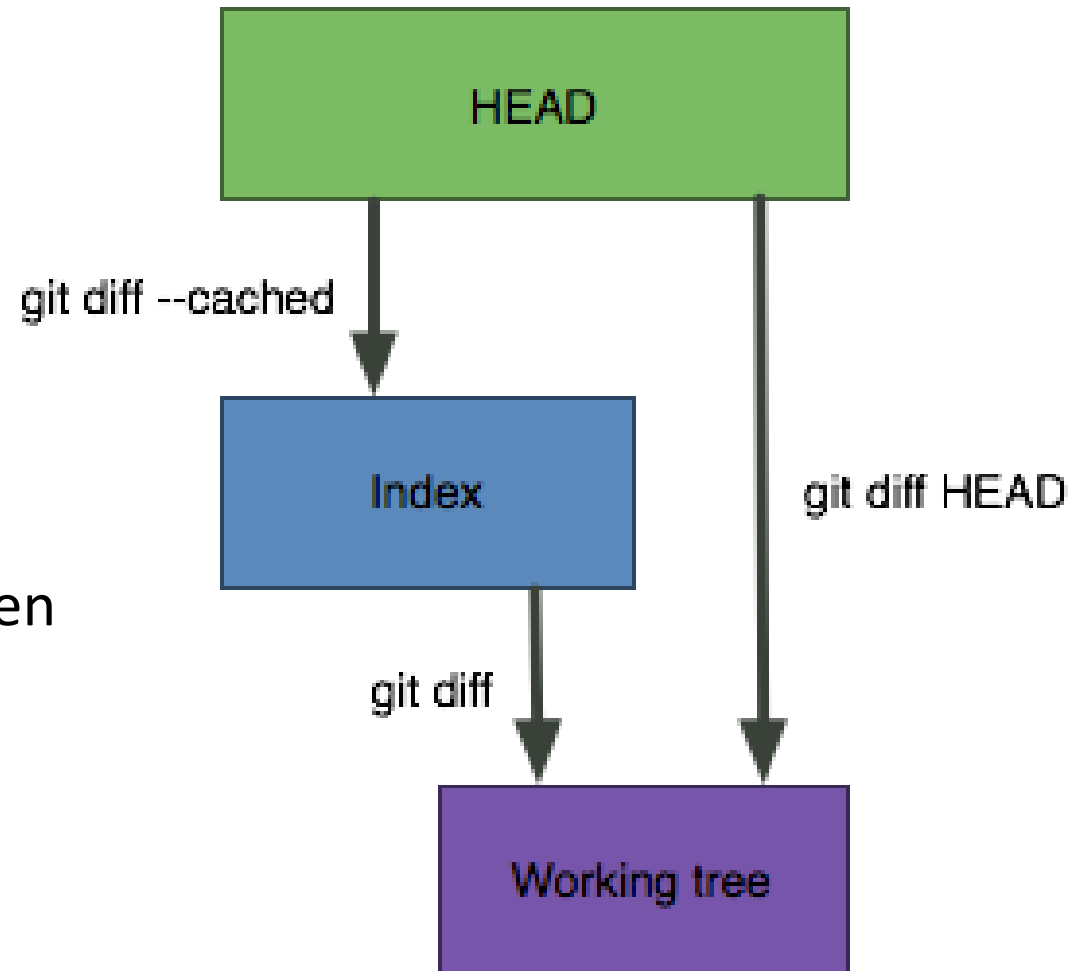 HEAD
git diff --cached
Index
git diff HEAD
en
git diff
Working tree